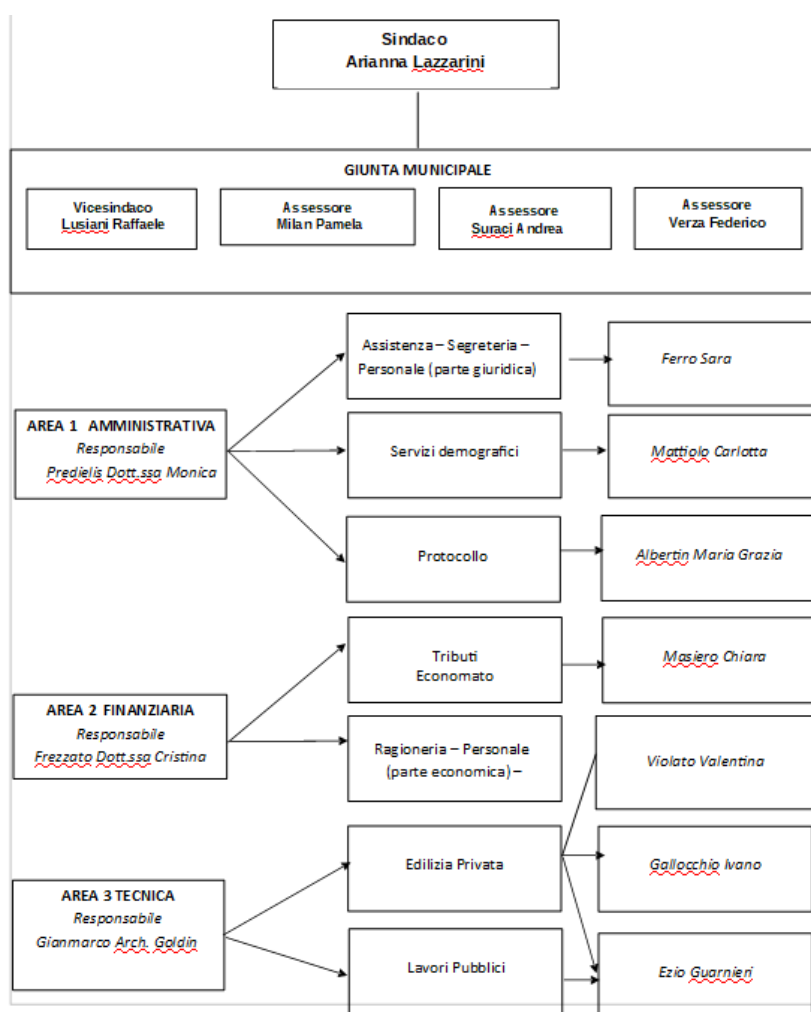 Sindaco
Arianna Lazzarini
GIUNTA MUNICIPALE
Vicesindaco
Lusiani Raffaele
Assessore
Milan Pamela
Assessore
Suraci Andrea
Assessore
Verza Federico
AREA 1 AMMINISTRATIVA
Responsabile
Predielis Dott.ssa Monica
Assistenza – Segreteria –
Personale (parte giuridica)
Ferro Sara
Servizi demografici
Mattiolo Carlotta
Protocollo
Albertin Maria Grazia
AREA 2 FINANZIARIA
Responsabile
Frezzato Dott.ssa Cristina
Tributi
Economato
Masiero Chiara
Ragioneria – Personale
(parte economica) –
Violato Valentina
AREA 3 TECNICA
Responsabile
Gianmarco Arch. Goldin
Edilizia Privata
Gallocchio Ivano
Lavori Pubblici
Ezio Guarnieri